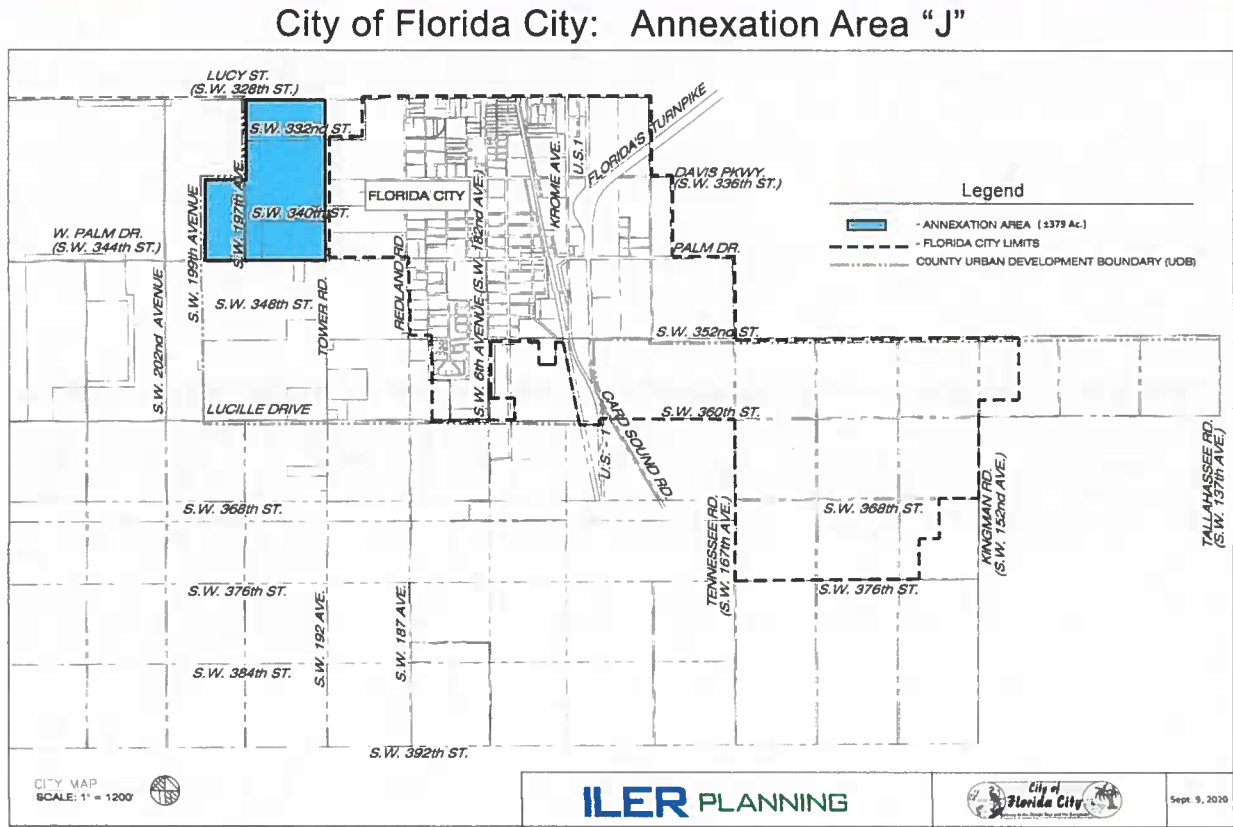 City of Florida City: Annexation Area “J”
LUCY ST.
(S.W. 328th ST.)
S.W. 332nd ST.
S.W. 197th AVE.
S.W. 340th ST.
S.W. 199th AVENUE
W. PALM DR.
(S.W. 344th ST.)
S.W. 202nd AVENUE
S.W. 348th ST.
TOWER RD.
LUCILLE DRIVE
FLORIDA CITY
REDLAND RD.
S.W. 6th AVENUE (S.W. 182nd AVE.)
KROME AVE.
U.S. 1
FLORIDA'S TURNPIKE
DAVIS PKWY.
(S.W. 336th ST.)
PALM DR.
S.W. 352nd ST.
S.W. 360th ST.
CARD SOUND RD.
U.S. - 1
Legend
- ANNEXATION AREA (±379 Ac.)
- FLORIDA CITY LIMITS
COUNTY URBAN DEVELOPMENT BOUNDARY (UDB)
S.W. 368th ST.
S.W. 368th ST.
S.W. 376th ST.
S.W. 376th ST.
S.W. 384th ST.
S.W. 392th ST.
S.W. 192 AVE.
S.W. 187 AVE.
TENNESSEE RD.
(S.W. 167th AVE.)
KINGMAN RD.
(S.W. 152nd AVE.)
TALLAHASSEE RD.
(S.W. 137th AVE.)
CITY MAP
SCALE: 1" = 1200'
ILER PLANNING
City of
Florida City
Sept. 9, 2020